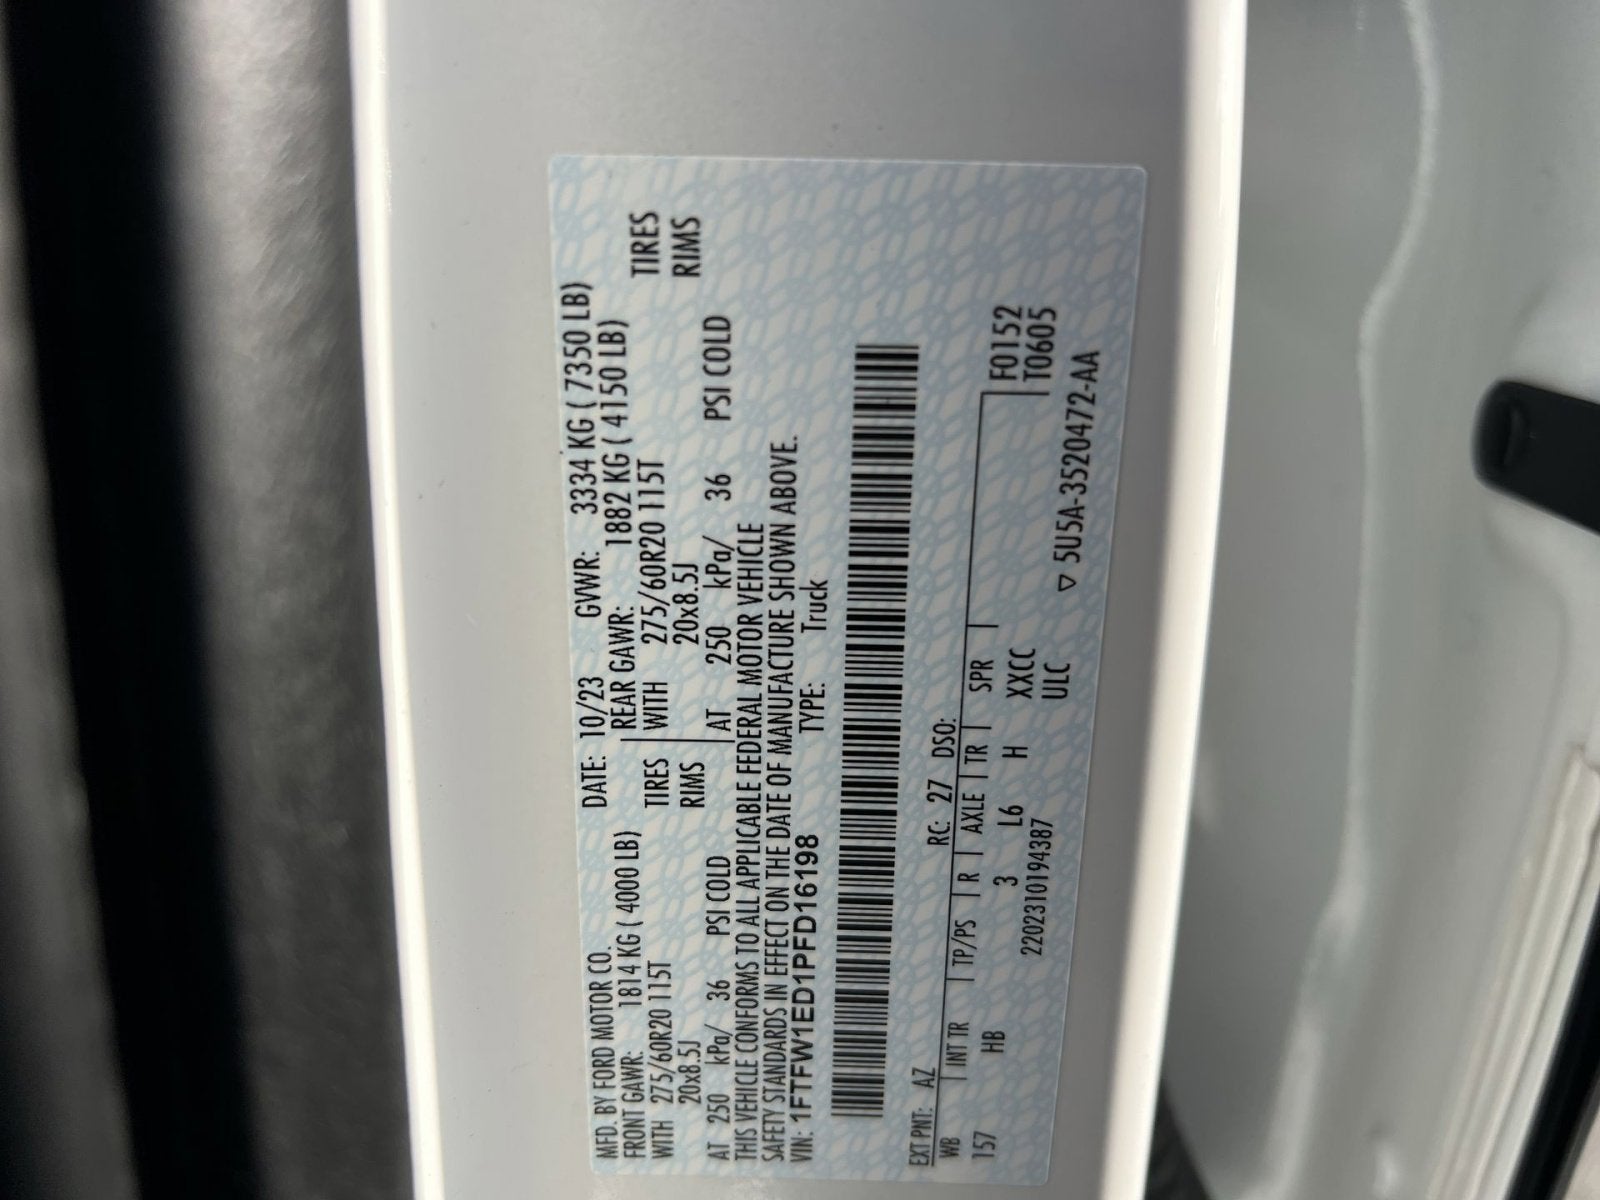 MFD. BY FORD MOTOR CO. DATE: 10/23 GVWR: 3334 KG ( 7350 LB)
FRONT GAWR: 1814 KG ( 4000 LB) REAR GAWR: 1882 KG ( 4150 LB)
WITH 275/60R20 115T TIRES WITH 275/60R20 115T TIRES
20x8.5J RIMS 20x8.5J RIMS
AT 250 kPa/ 36 PSI COLD AT 250 kPa/ 36 PSI COLD
THIS VEHICLE CONFORMS TO ALL APPLICABLE FEDERAL MOTOR VEHICLE
SAFETY STANDARDS IN EFFECT ON THE DATE OF MANUFACTURE SHOWN ABOVE.
VIN: 1FTFW1ED1PFD16198 TYPE: Truck
EXT PNT: AZ RC: 27 DSO:
WB INT TR TP/PS R AXLE TR SPR F0152
157 HB 3 L6 H XXCC T0605
2202310194387 ULC
▽ 5U5A-3520472-AA